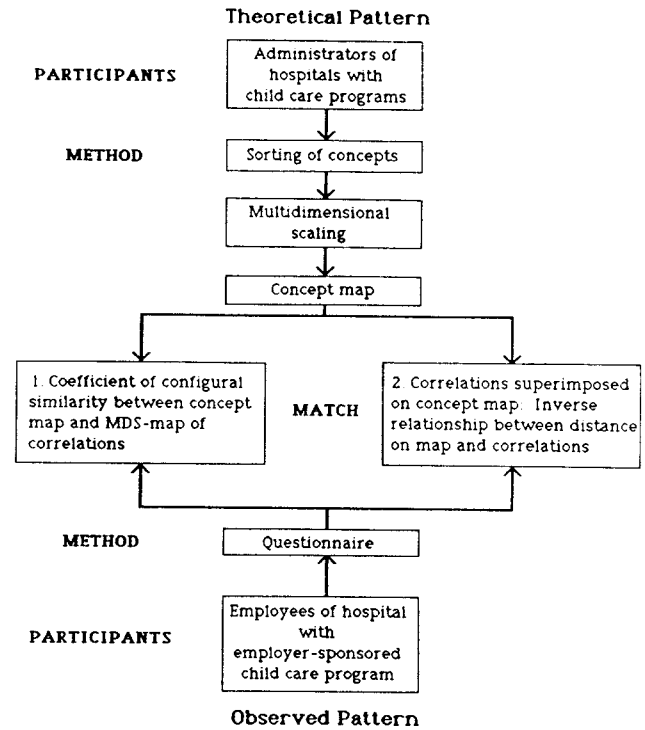 Theoretical Pattern
PARTICIPANTS
Administrators of
hospitals with
child care programs
METHOD
Sorting of concepts
Multidimensional
scaling
Concept map
1. Coefficient of configural
similarity between concept
map and MDS-map of
correlations
MATCH
2. Correlations superimposed
on concept map: Inverse
relationship between distance
on map and correlations
METHOD
Questionnaire
PARTICIPANTS
Employees of hospital
with
employer-sponsored
child care program
Observed Pattern